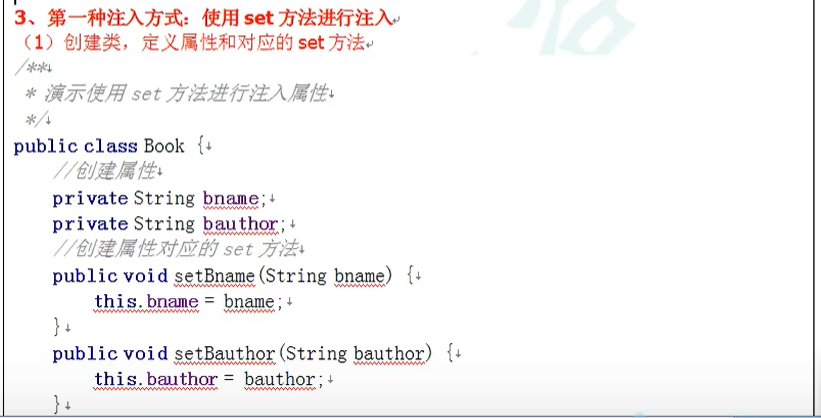 3、第一种注入方式：使用 set 方法进行注入
（1）创建类，定义属性和对应的 set 方法
/**
* 演示使用 set 方法进行注入属性
*/
public class Book {
//创建属性
private String bname;
private String bauthor;
//创建属性对应的 set 方法
public void setBname(String bname) {
this.bname = bname;
}
public void setBauthor(String bauthor) {
this.bauthor = bauthor;
}